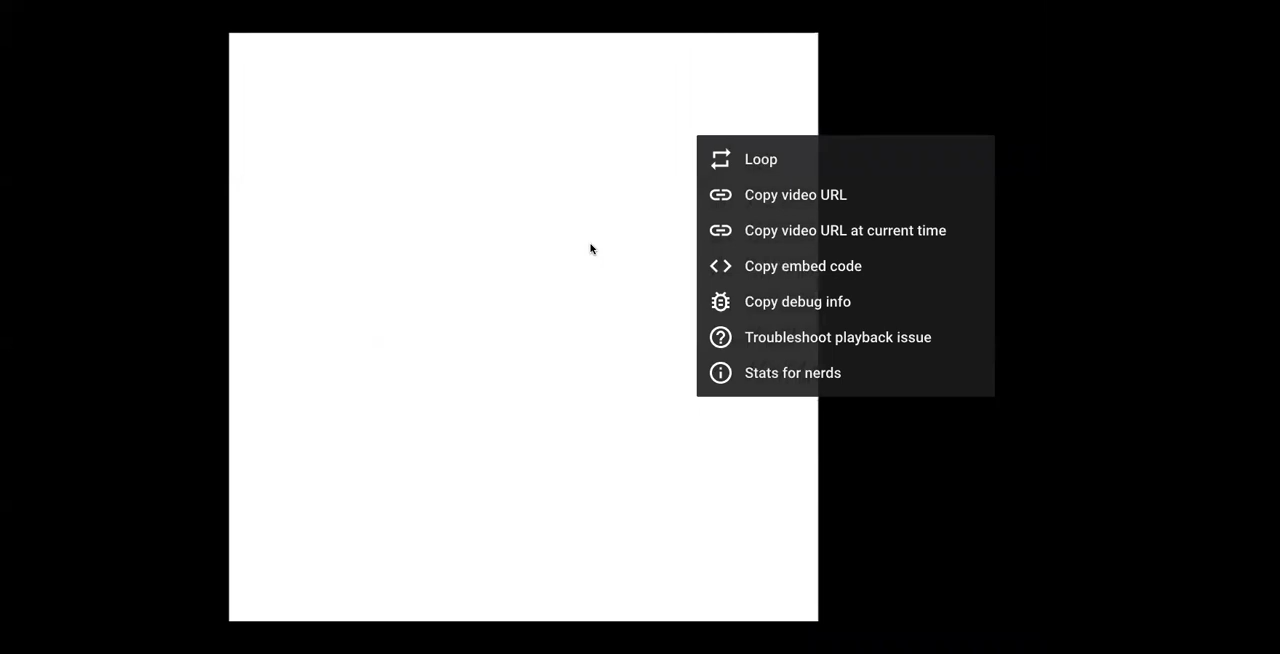 Loop
Copy video URL
Copy video URL at current time
Copy embed code
Copy debug info
Troubleshoot playback issue
Stats for nerds